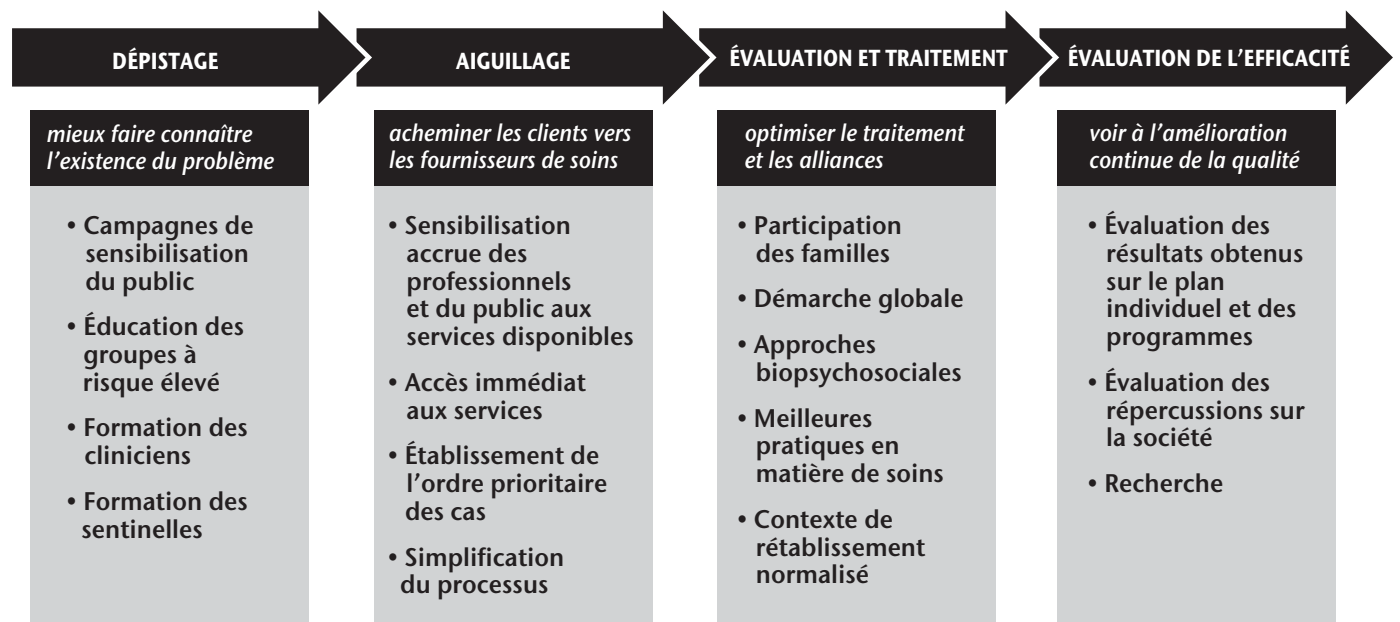 DÉPISTAGE
mieux faire connaître
l'existence du problème
• Campagnes de
sensibilisation
du public
• Éducation des
groupes à
risque élevé
• Formation des
cliniciens
• Formation des
sentinelles
AIGUILLAGE
acheminer les clients vers
les fournisseurs de soins
• Sensibilisation
accrue des
professionnels
et du public aux
services disponibles
• Accès immédiat
aux services
• Établissement de
l'ordre prioritaire
des cas
• Simplification
du processus
ÉVALUATION ET TRAITEMENT
optimiser le traitement
et les alliances
• Participation
des familles
• Démarche globale
• Approches
biopsychosociales
• Meilleures
pratiques en
matière de soins
• Contexte de
rétablissement
normalisé
ÉVALUATION DE L'EFFICACITÉ
voir à l'amélioration
continue de la qualité
• Évaluation des
résultats obtenus
sur le plan
individuel et des
programmes
• Évaluation des
répercussions sur
la société
• Recherche